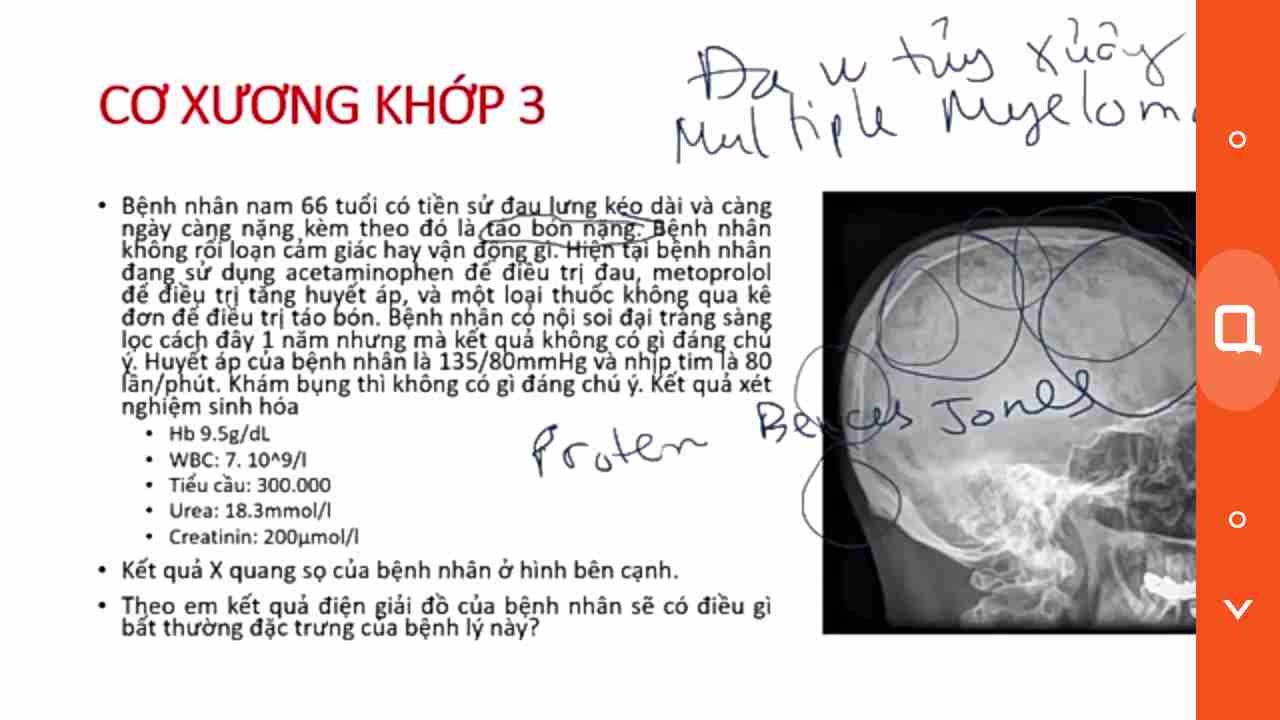 Đa u tủy xương
Multiple Myelom
CƠ XƯƠNG KHỚP 3
• Bệnh nhân nam 66 tuổi có tiền sử đau lưng kéo dài và càng
ngày càng nặng kèm theo đó là táo bón nặng. Bệnh nhân
không rối loạn cảm giác hay vận động gì. Hiện tại bệnh nhân
đang sử dụng acetaminophen để điều trị đau, metoprolol
để điều trị tăng huyết áp, và một loại thuốc không qua kê
đơn để điều trị táo bón. Bệnh nhân có nội soi đại tràng sàng
lọc cách đây 1 năm nhưng mà kết quả không có gì đáng chú
ý. Huyết áp của bệnh nhân là 135/80mmHg và nhịp tim là 80
lần/phút. Khám bụng thì không có gì đáng chú ý. Kết quả xét
nghiệm sinh hóa
Protein Bences Jones
• Hb 9.5g/dL
• WBC: 7. 10^9/l
• Tiểu cầu: 300.000
• Urea: 18.3mmol/l
• Creatinin: 200μmol/l
• Kết quả X quang sọ của bệnh nhân ở hình bên cạnh.
• Theo em kết quả điện giải đồ của bệnh nhân sẽ có điều gì
bất thường đặc trưng của bệnh lý này?